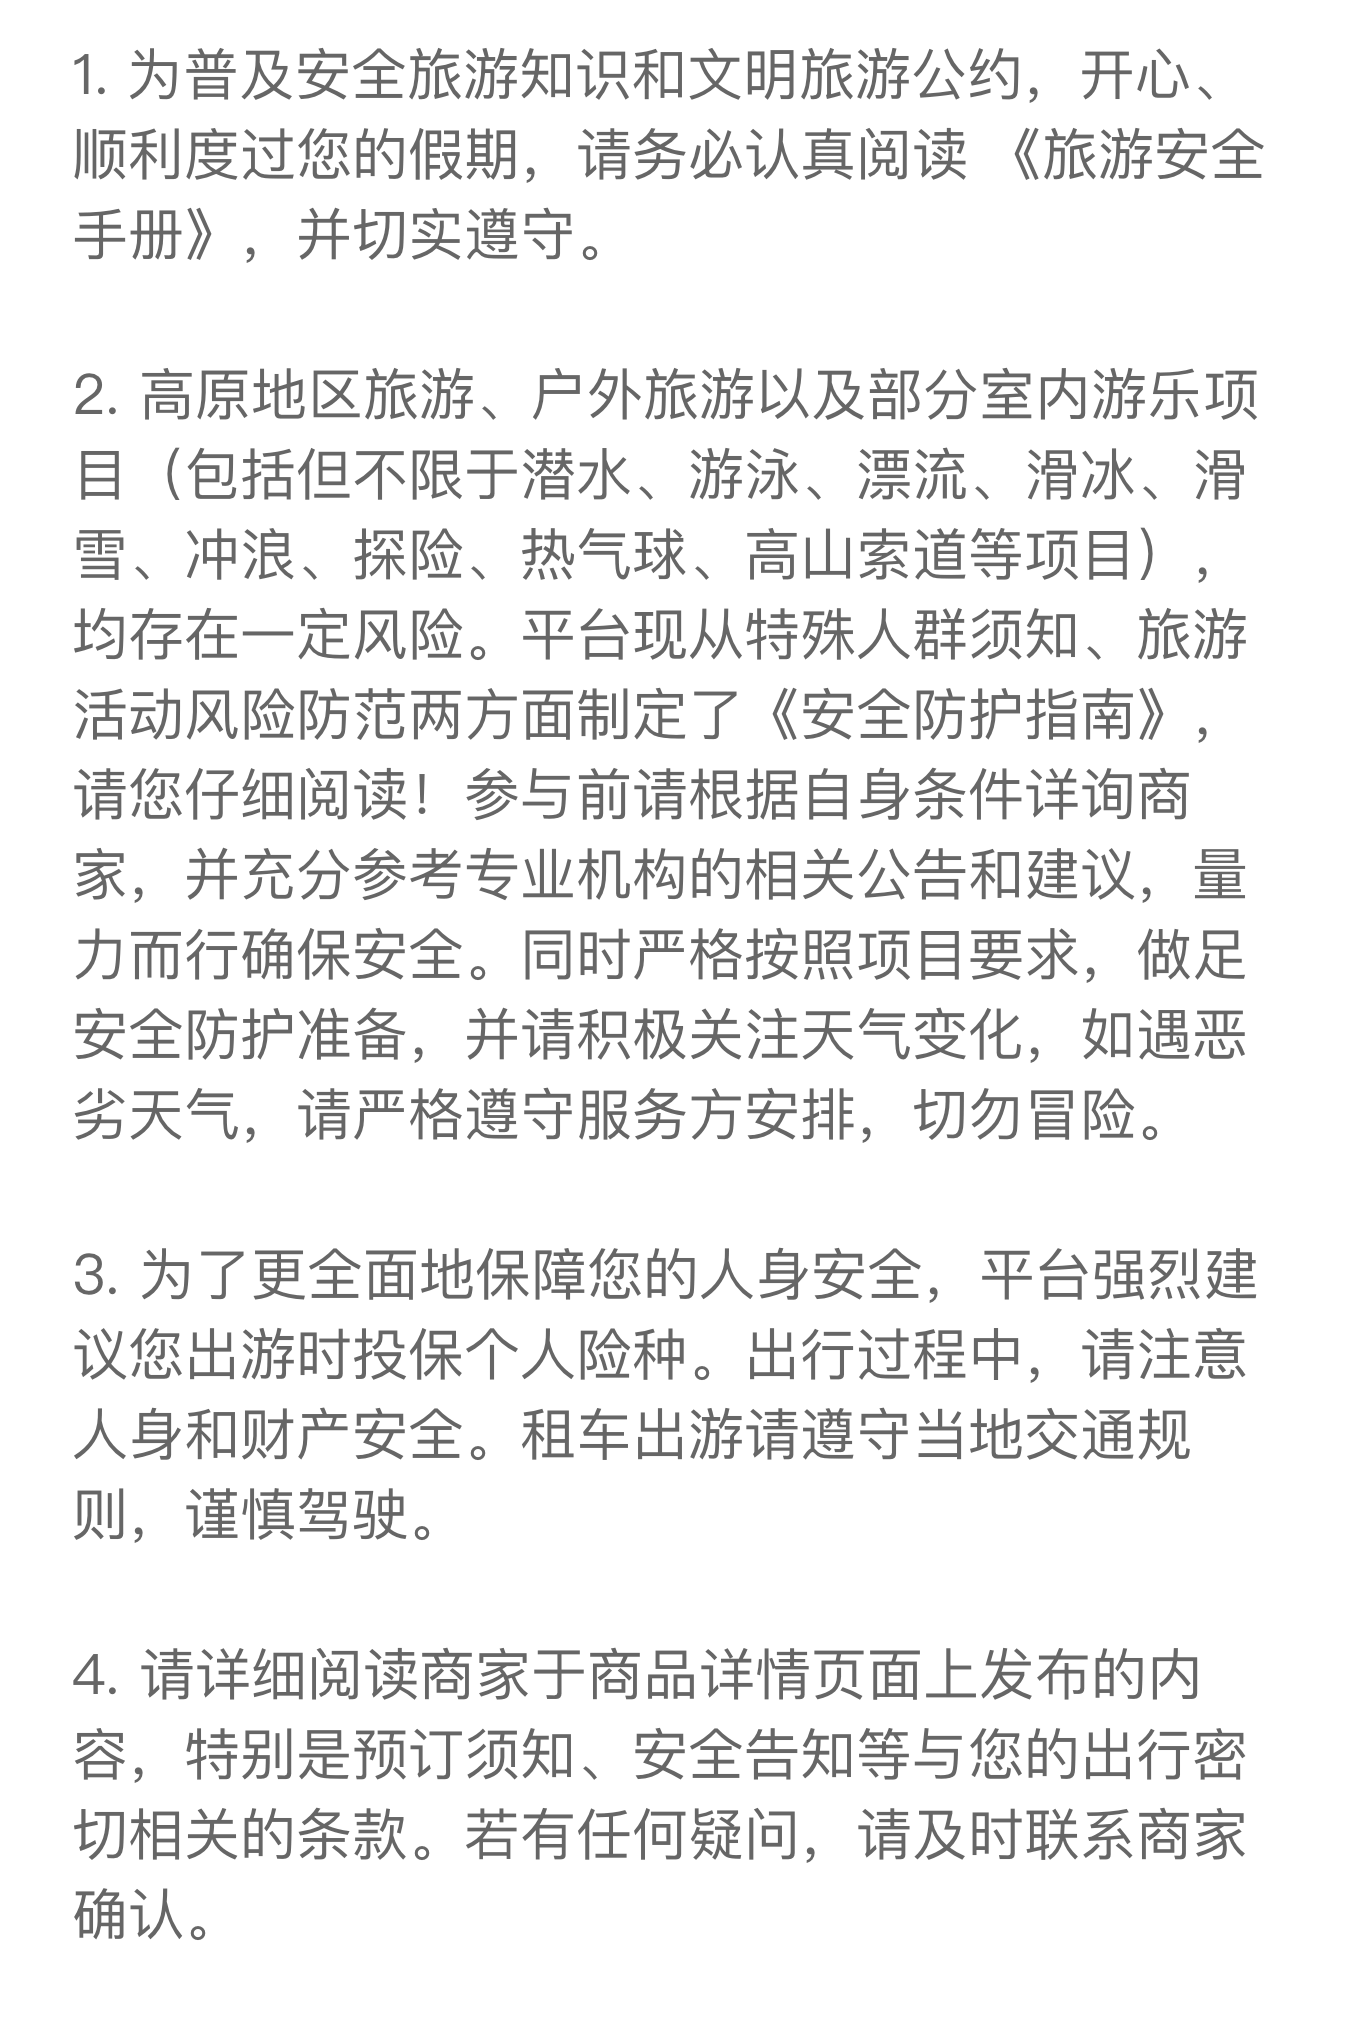 1. 为普及安全旅游知识和文明旅游公约，开心、
顺利度过您的假期，请务必认真阅读 《旅游安全
手册》，并切实遵守。
2. 高原地区旅游、户外旅游以及部分室内游乐项
目（包括但不限于潜水、游泳、漂流、滑冰、滑
雪、冲浪、探险、热气球、高山索道等项目），
均存在一定风险。平台现从特殊人群须知、旅游
活动风险防范两方面制定了《安全防护指南》，
请您仔细阅读！参与前请根据自身条件详询商
家，并充分参考专业机构的相关公告和建议，量
力而行确保安全。同时严格按照项目要求，做足
安全防护准备，并请积极关注天气变化，如遇恶
劣天气，请严格遵守服务方安排，切勿冒险。
3. 为了更全面地保障您的人身安全，平台强烈建
议您出游时投保个人险种。出行过程中，请注意
人身和财产安全。租车出游请遵守当地交通规
则，谨慎驾驶。
4. 请详细阅读商家于商品详情页面上发布的内
容，特别是预订须知、安全告知等与您的出行密
切相关的条款。若有任何疑问，请及时联系商家
确认。